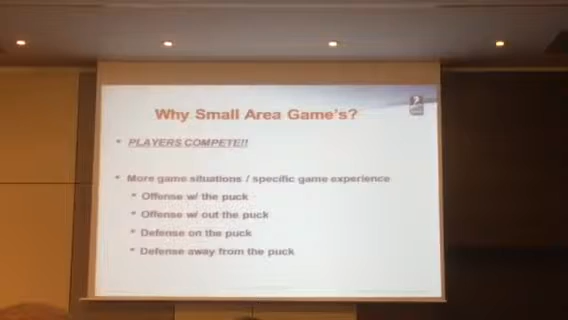 Why Small Area Game's?
• PLAYERS COMPETE!!
• More game situations / specific game experience
• Offense w/ the puck
• Offense w/ out the puck
• Defense on the puck
• Defense away from the puck